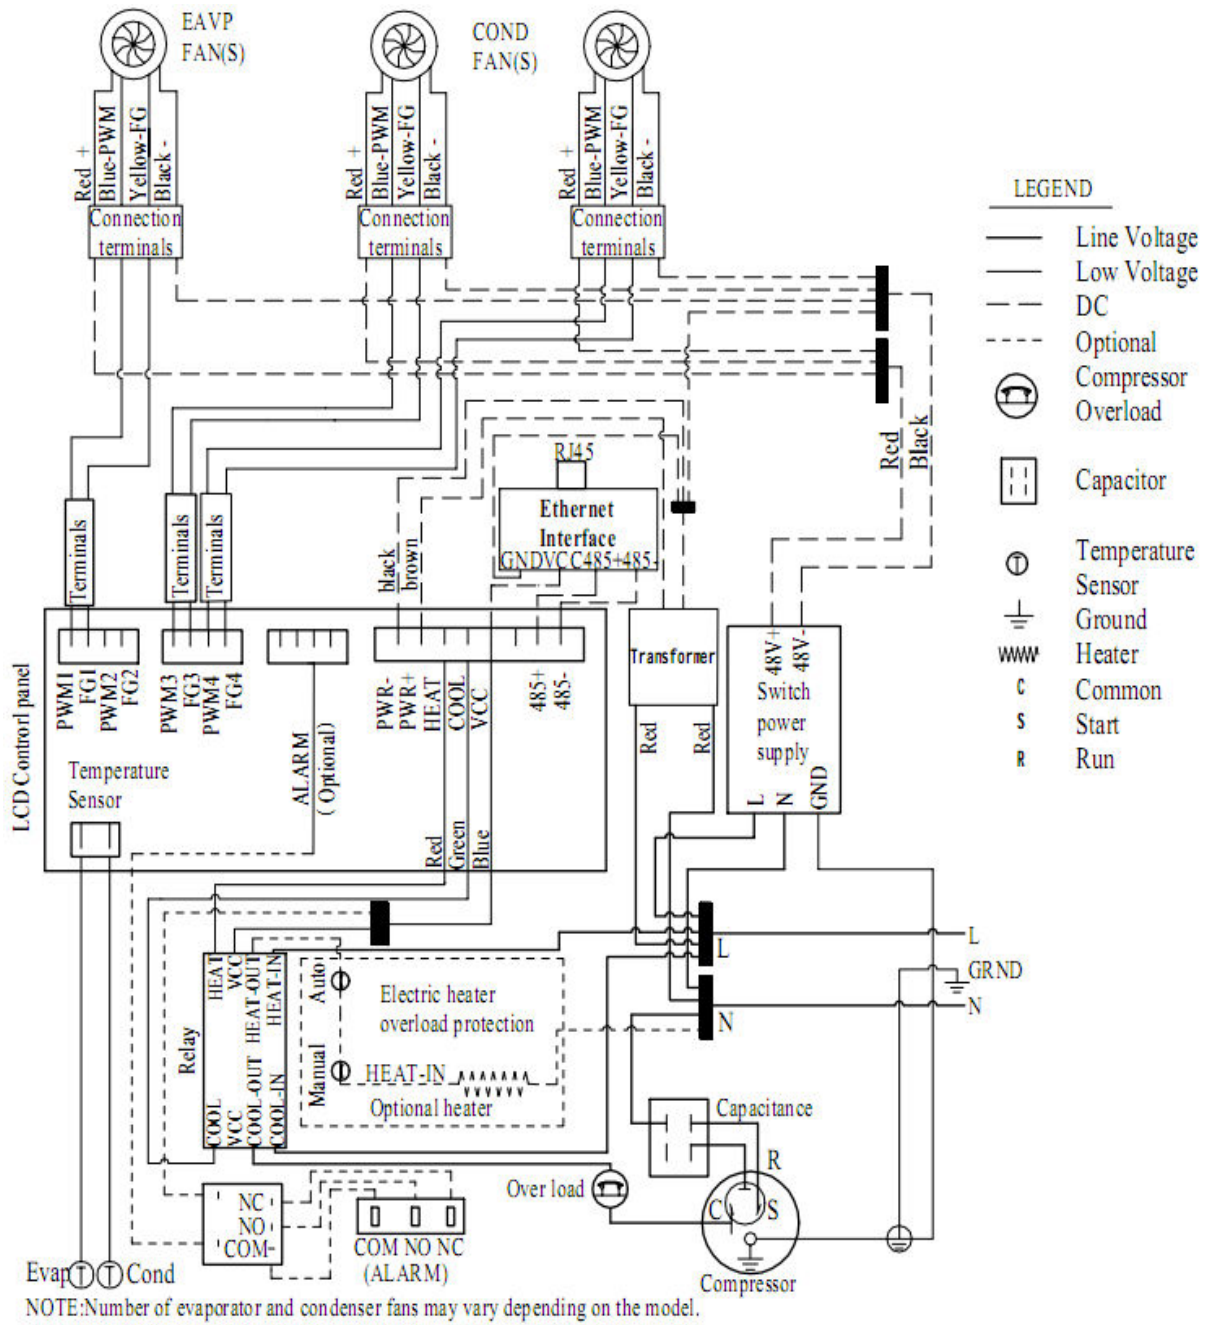 EAVP
FAN(S)
COND
FAN(S)
Red +
Blue-PWM
Yellow-FG
Black -
Red +
Blue-PWM
Yellow-FG
Black -
Red +
Blue-PWM
Yellow-FG
Black -
Connection
terminals
Connection
terminals
Connection
terminals
LEGEND
Line Voltage
Low Voltage
DC
Optional
Compressor
Overload
Capacitor
Temperature
Sensor
Ground
Heater
C Common
S Start
R Run
Red
Black
RJ45
Ethernet
Interface
GND VCC 485+ 485-
Terminals
Terminals
Terminals
black
brown
LCD Controrl panel
PWM1
FG1
PWM2
FG2
PWM3
FG3
PWM4
FG4
ALARM
( Optional)
PWR-
PWR+
HEAT
COOL
VCC
485+
485-
Temperature
Sensor
Red
Green
Blue
Transformer
Red
Red
48V+
48V-
Switch
power
supply
L
N
GND
L
GRND
N
L
N
Relay
HEAT
VCC
HEAT-OUT
HEAT-IN
COOL
VCC
COOL-OUT
COOL-IN
Auto
Manual
Electric heater
overload protection
HEAT-IN
Optional heater
Capacitance
R
C
S
Over load
Compressor
NC
NO
COM-
COM NO NC
(ALARM)
Evap T T Cond
NOTE:Number of evaporator and condenser fans may vary depending on the model.